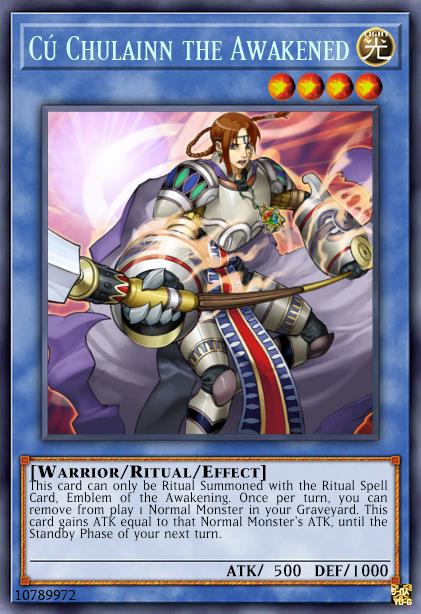 Cú Chulainn the Awakened
LIGHT
光
[Warrior/Ritual/Effect]
This card can only be Ritual Summoned with the Ritual Spell
Card, Emblem of the Awakening. Once per turn, you can
remove from play 1 Normal Monster in your Graveyard. This
card gains ATK equal to that Normal Monster's ATK, until the
Standby Phase of your next turn.
ATK/ 500 DEF/1000
10789972